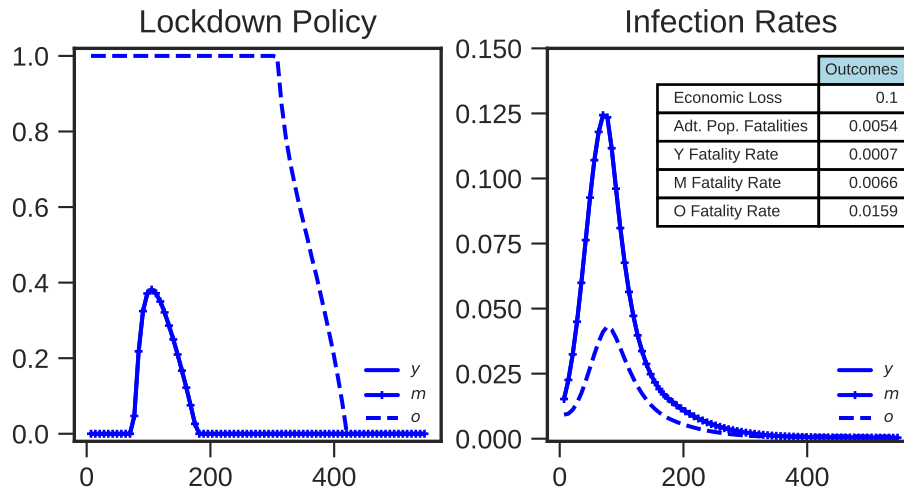 Lockdown Policy
1.0
0.8
0.6
0.4
0.2
0.0
0
200
400
y
m
o
Infection Rates
0.150
0.125
0.100
0.075
0.050
0.025
0.000
0
200
400
Outcomes
Economic Loss 0.1
Adt. Pop. Fatalities 0.0054
Y Fatality Rate 0.0007
M Fatality Rate 0.0066
O Fatality Rate 0.0159
y
m
o